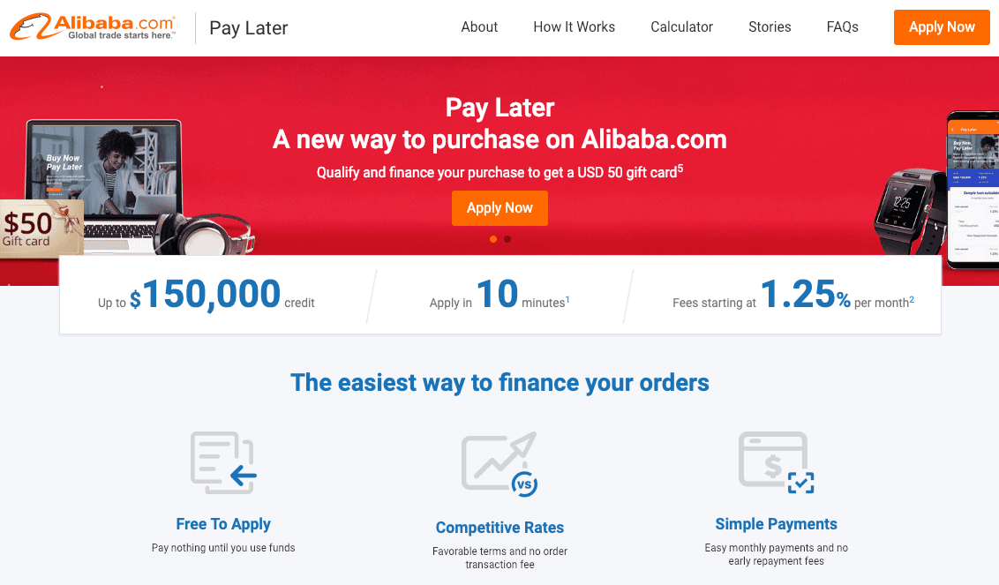 Alibaba.com
Global trade starts here.™
Pay Later
About
How It Works
Calculator
Stories
FAQs
Apply Now
Pay Later
A new way to purchase on Alibaba.com
Qualify and finance your purchase to get a USD 50 gift card5
Apply Now
Buy Now
Pay Later
$50
Gift card
12:25
Pay Later
Buy Now,
Pay Later
Up to $150,000 credit
Apply in 10 minutes1
Fees starting at 1.25% per month2
The easiest way to finance your orders
VS
$
Free To Apply
Pay nothing until you use funds
Competitive Rates
Favorable terms and no order
transaction fee
Simple Payments
Easy monthly payments and no
early repayment fees